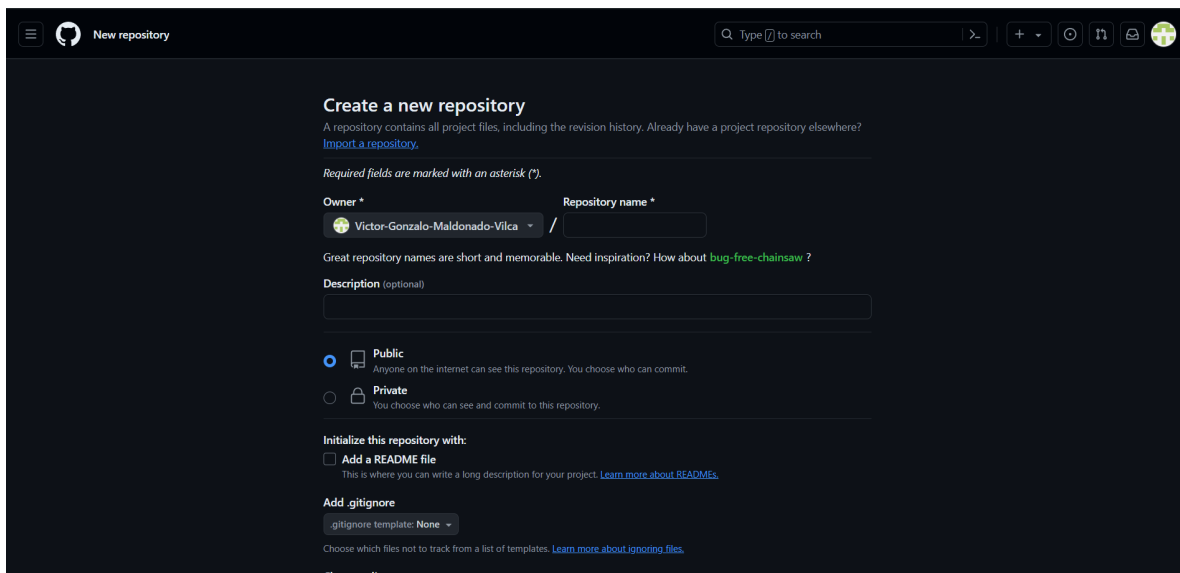 New repository
Type / to search
Create a new repository
A repository contains all project files, including the revision history. Already have a project repository elsewhere?
Import a repository.
Required fields are marked with an asterisk (*).
Owner *
Repository name *
Victor-Gonzalo-Maldonado-Vilca
/
Great repository names are short and memorable. Need inspiration? How about bug-free-chainsaw ?
Description (optional)
Public
Anyone on the internet can see this repository. You choose who can commit.
Private
You choose who can see and commit to this repository.
Initialize this repository with:
Add a README file
This is where you can write a long description for your project. Learn more about READMEs.
Add .gitignore
.gitignore template: None
Choose which files not to track from a list of templates. Learn more about ignoring files.